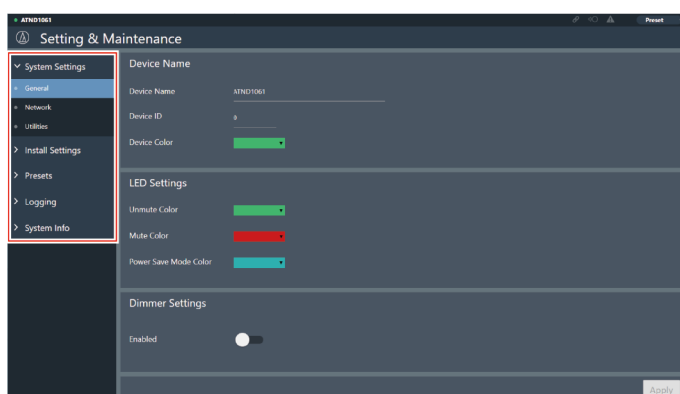 ATND1061
Preset
Setting & Maintenance
System Settings
General
Network
Utilities
Install Settings
Presets
Logging
System Info
Device Name
Device Name ATND1061
Device ID 0
Device Color
LED Settings
Unmute Color
Mute Color
Power Save Mode Color
Dimmer Settings
Enabled
Apply